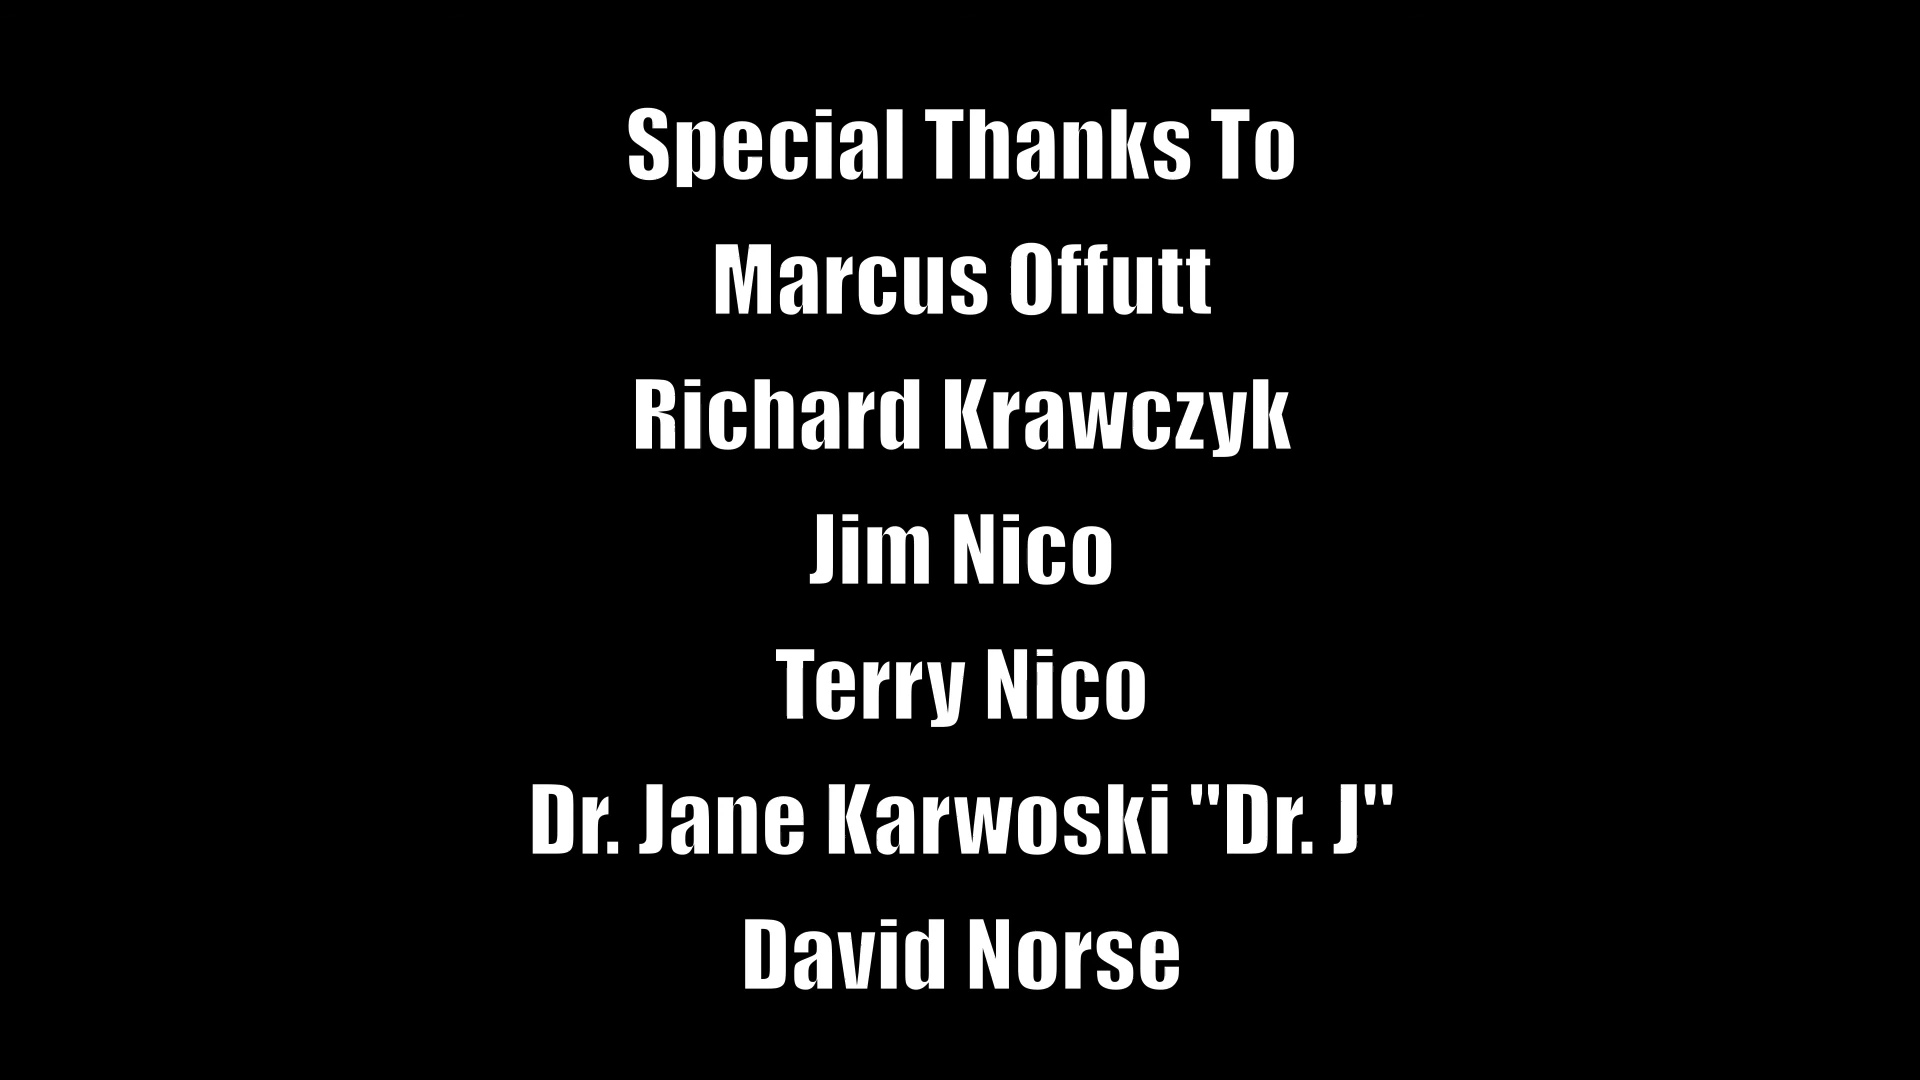 Special Thanks To
Marcus Offutt
Richard Krawczyk
Jim Nico
Terry Nico
Dr. Jane Karwoski "Dr. J"
David Norse